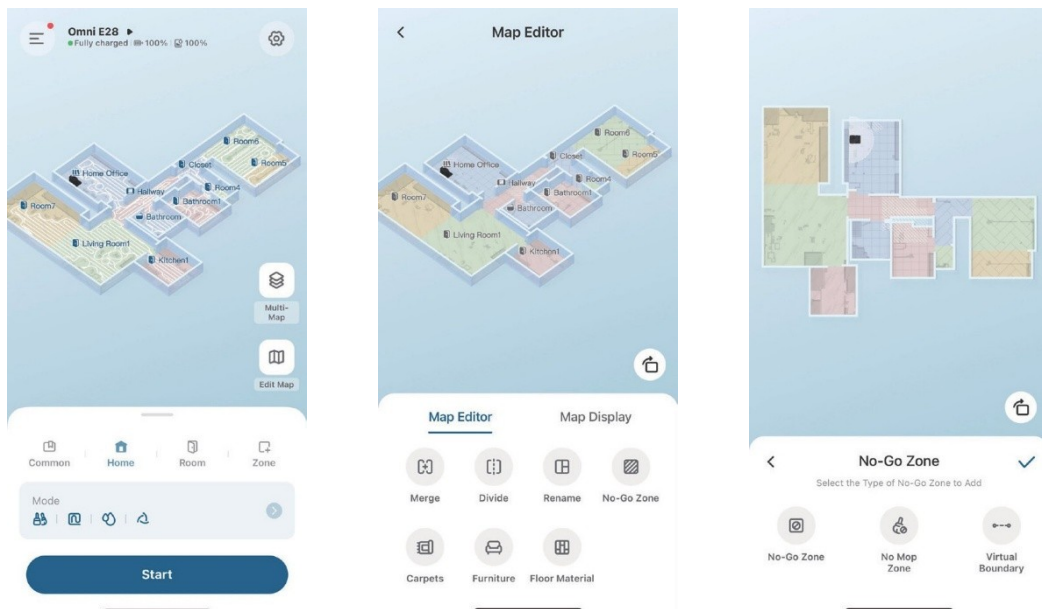 Omni E28
Fully charged 100% 100%
Room6
Closet
Room5
Home Office
Room4
Hallway
Bathroom1
Room7
Bathroom
Living Room1
Kitchen1
Multi-
Map
Edit Map
Common
Home
Room
Zone
Mode
Start
Map Editor
Room6
Closet
Room5
Home Office
Room4
Hallway
Bathroom1
Room7
Bathroom
Living Room1
Kitchen1
Map Editor
Map Display
Merge
Divide
Rename
No-Go Zone
Carpets
Furniture
Floor Material
No-Go Zone
Select the Type of No-Go Zone to Add
No-Go Zone
No Mop
Zone
Virtual
Boundary